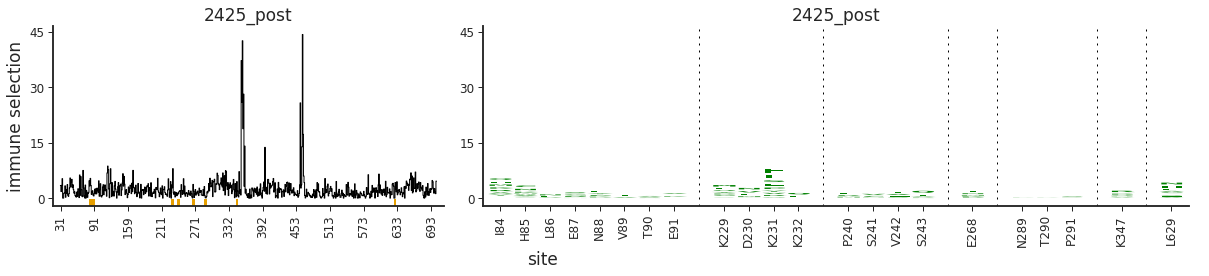 2425_post
2425_post
immune selection
45
30
15
0
31
91
159
211
271
332
392
453
513
573
633
693
45
30
15
0
I84
H85
L86
E87
N88
V89
T90
E91
K229
D230
K231
K232
P240
S241
V242
S243
E268
N289
T290
P291
K347
L629
site